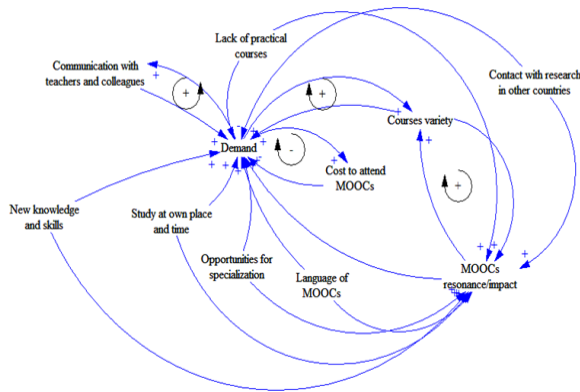 Lack of practical
courses
Communication with
teachers and colleagues
Contact with research
in other countries
Courses variety
Demand
Cost to attend
MOOCs
New knowledge
and skills
Study at own place
and time
Opportunities for
specialization
Language of
MOOCs
MOOCs
resonance/impact